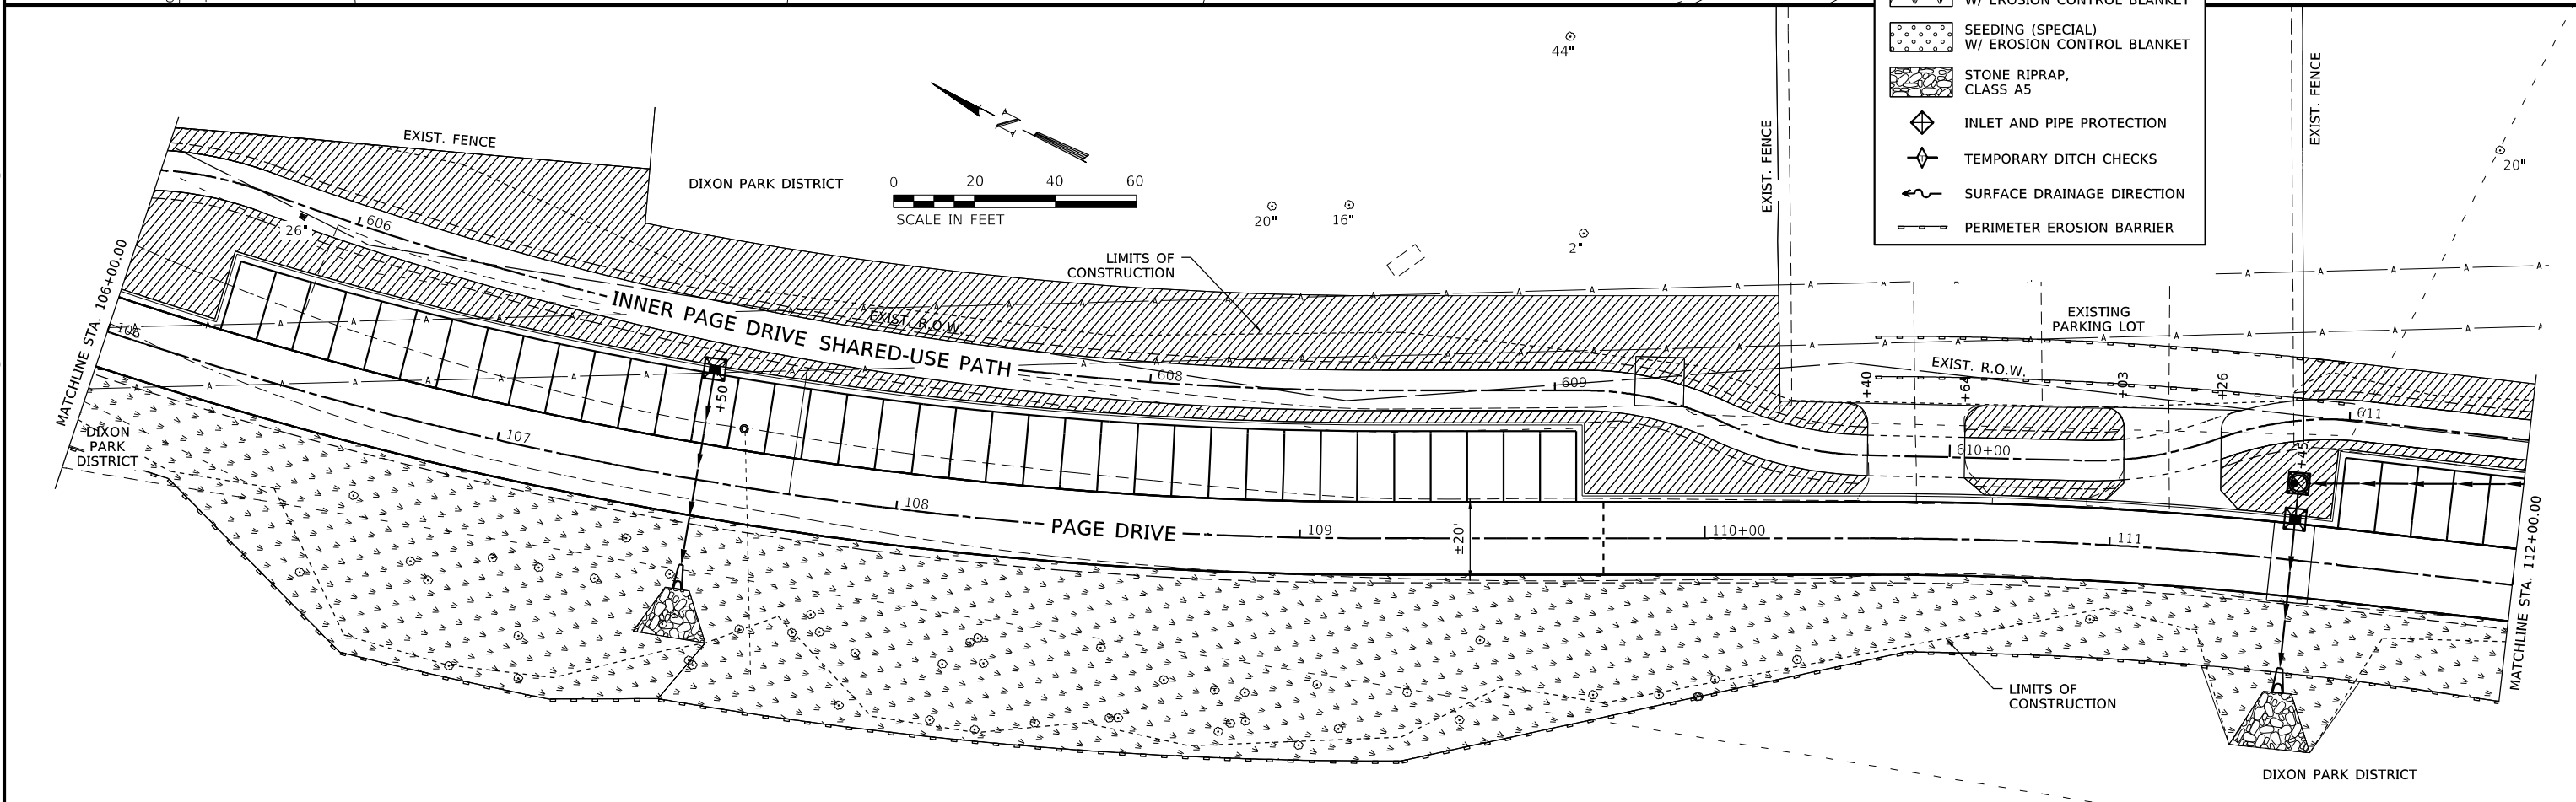 W/ EROSION CONTROL BLANKET
SEEDING (SPECIAL)
W/ EROSION CONTROL BLANKET
STONE RIPRAP,
CLASS A5
INLET AND PIPE PROTECTION
TEMPORARY DITCH CHECKS
SURFACE DRAINAGE DIRECTION
PERIMETER EROSION BARRIER
44"
EXIST. FENCE
EXIST. FENCE
20"
EXIST. FENCE
N
DIXON PARK DISTRICT
0 20 40 60
SCALE IN FEET
20"
16"
2"
26"
606
LIMITS OF
CONSTRUCTION
INNER PAGE DRIVE SHARED-USE PATH
EXIST. R.O.W.
608
609
EXISTING
PARKING LOT
EXIST. R.O.W.
+40
+64
+03
+26
611
610+00
+45
MATCHLINE STA. 106+00.00
106
+50
DIXON
PARK
DISTRICT
107
108
PAGE DRIVE
109
±20'
110+00
111
MATCHLINE STA. 112+00.00
LIMITS OF
CONSTRUCTION
DIXON PARK DISTRICT